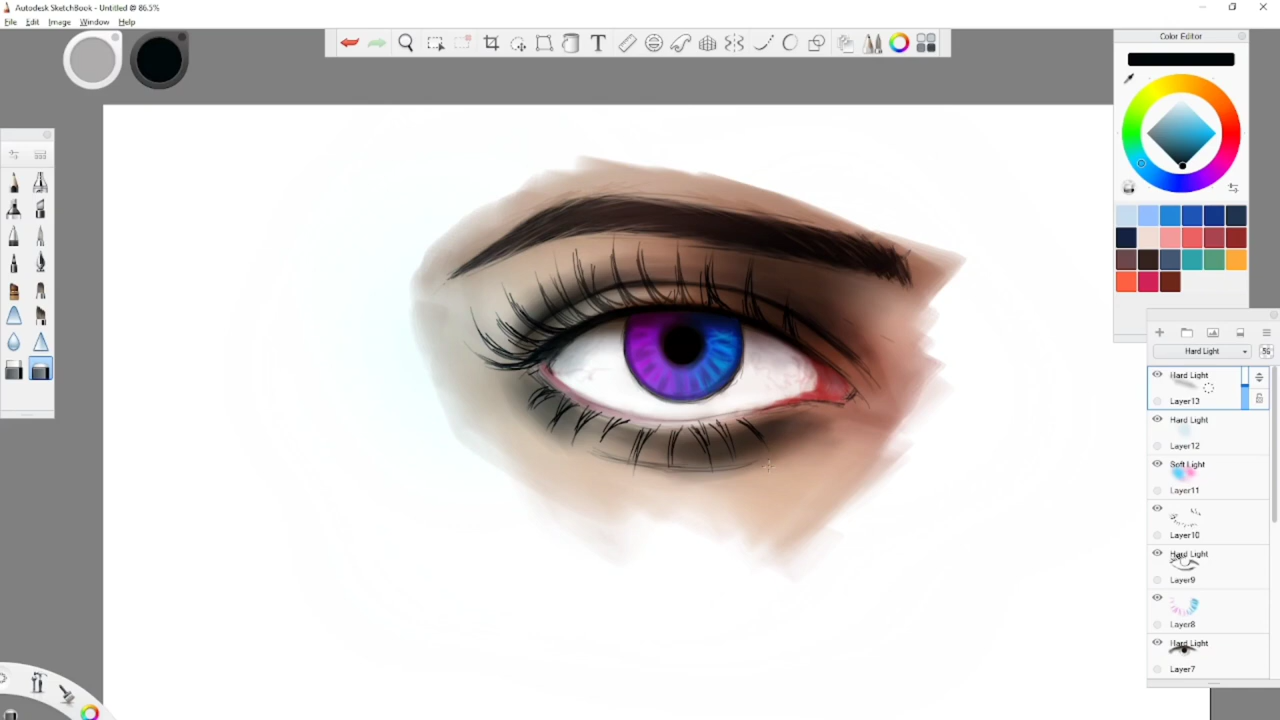 Autodesk SketchBook - Untitled @ 86.5%
File Edit Image Window Help
Color Editor
Hard Light 56
Hard Light
Layer13
Hard Light
Layer12
Soft Light
Layer11
Layer10
Hard Light
Layer9
Layer8
Hard Light
Layer7